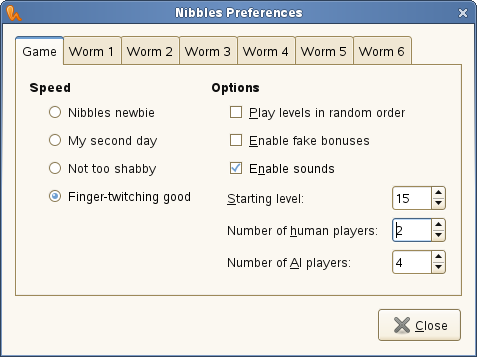 Nibbles Preferences
Game Worm 1 Worm 2 Worm 3 Worm 4 Worm 5 Worm 6
Speed Options
Nibbles newbie Play levels in random order
My second day Enable fake bonuses
Not too shabby Enable sounds
Finger-twitching good Starting level: 15
Number of human players: 2
Number of AI players: 4
Close